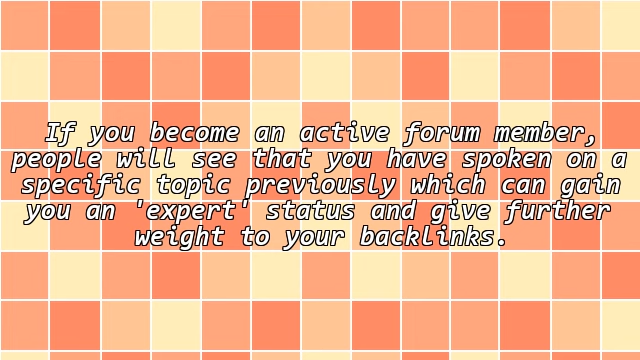 If you become an active forum member,
people will see that you have spoken on a
specific topic previously which can gain
you an 'expert' status and give further
weight to your backlinks.